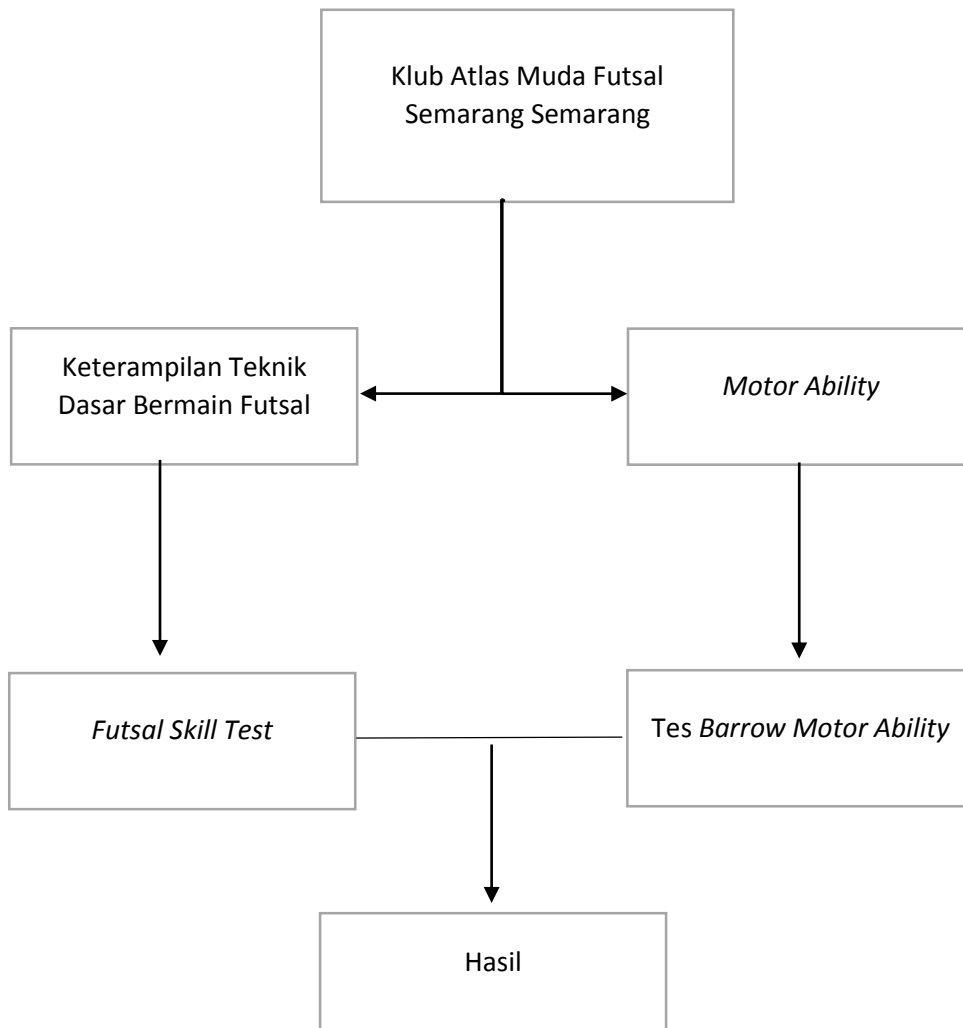 Klub Atlas Muda Futsal
Semarang Semarang
Keterampilan Teknik
Dasar Bermain Futsal
Motor Ability
Futsal Skill Test
Tes Barrow Motor Ability
Hasil